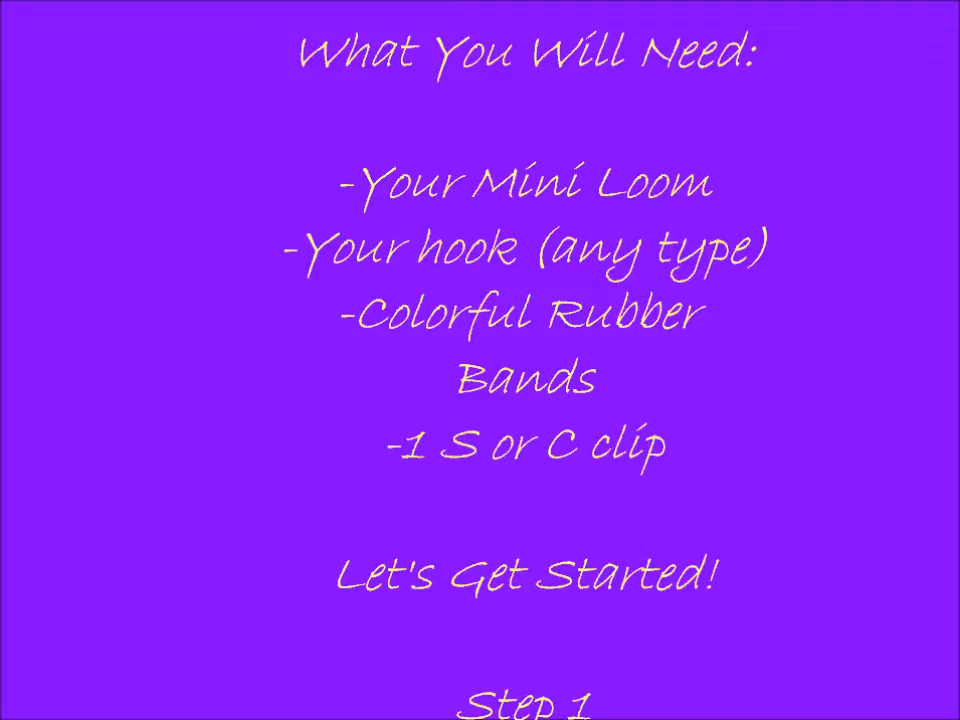 What You Will Need:
-Your Mini Loom
-Your hook (any type)
-Colorful Rubber
Bands
-1 S or C clip
Let's Get Started!
Step 1